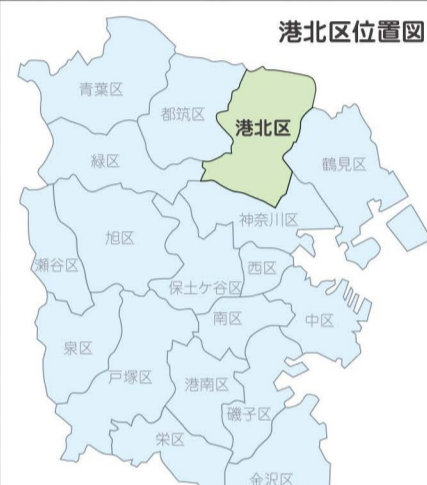 港北区位置図
青葉区
都筑区
港北区
緑区
鶴見区
神奈川区
旭区
瀬谷区
西区
保土ケ谷区
南区
中区
泉区
戸塚区
港南区
磯子区
栄区
金沢区